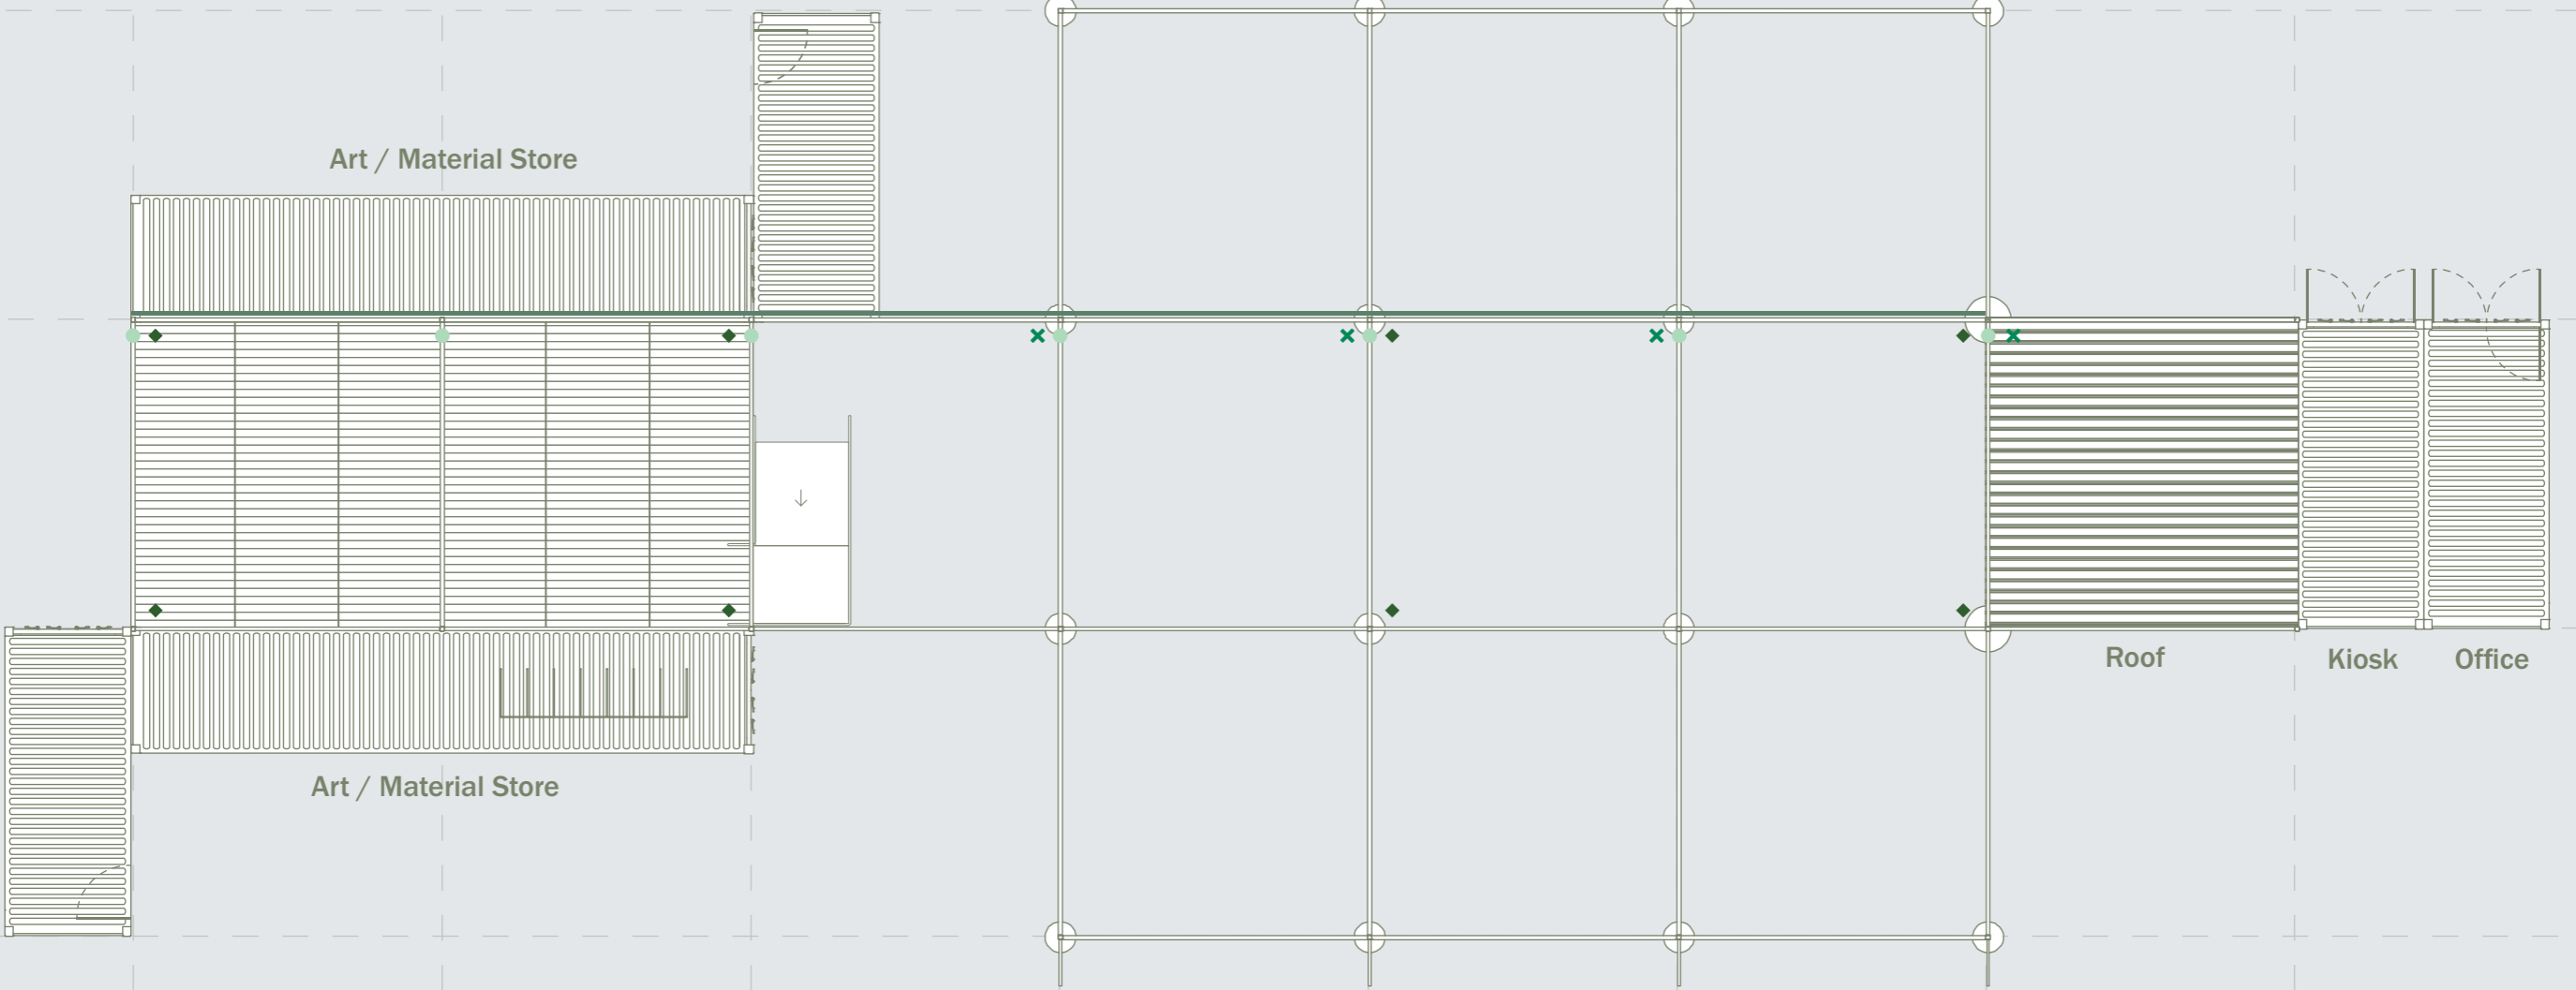 Art / Material Store
Roof
Kiosk
Office
Art / Material Store